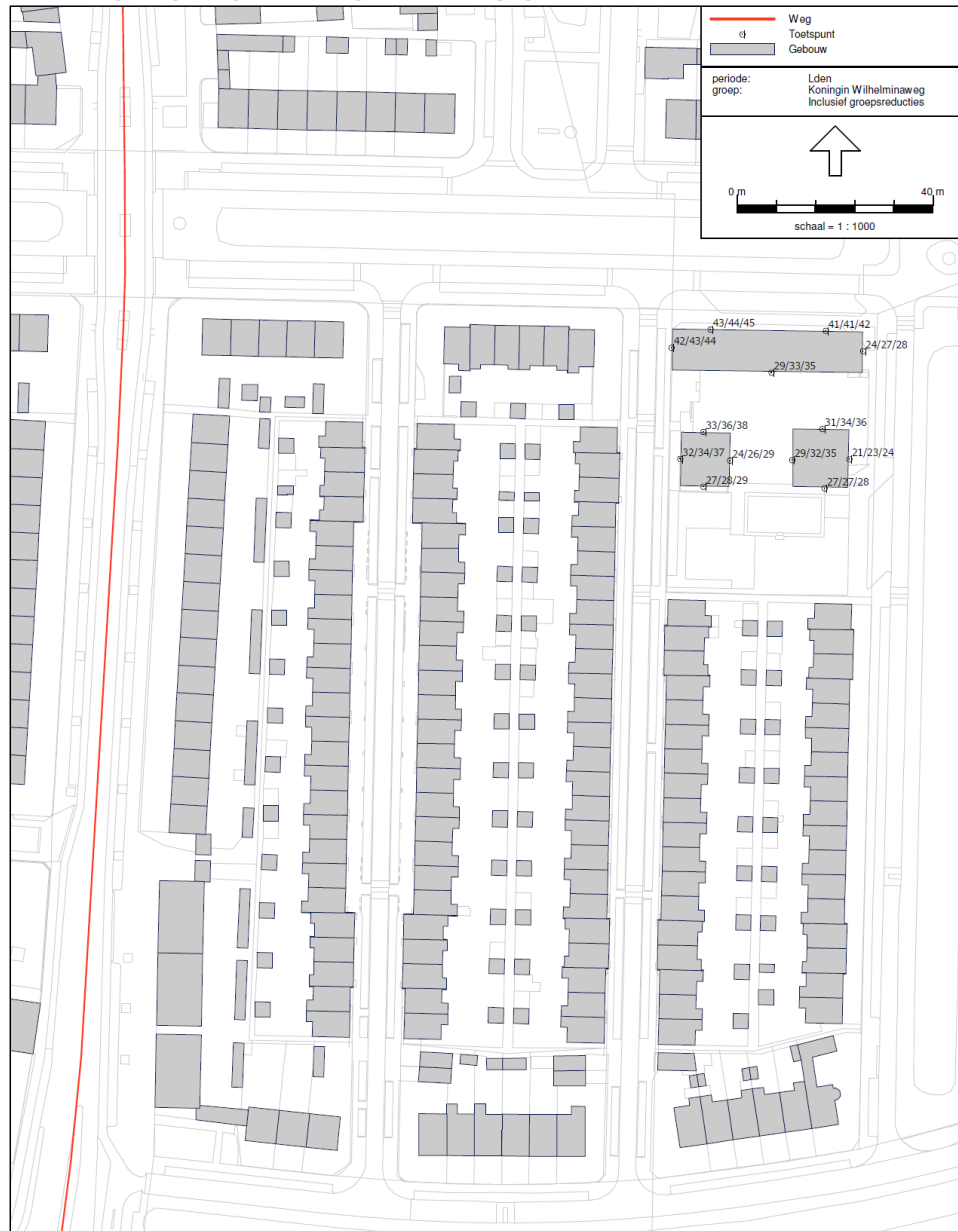 Weg
Toetspunt
Gebouw
periode: Lden
groep: Koningin Wilhelminaweg
Inclusief groepsreducties
0 m 40 m
schaal = 1 : 1000
43/44/45 41/41/42
42/43/44 24/27/28
29/33/35
33/36/38 31/34/36
32/34/37 24/26/29 29/32/35 21/23/24
27/28/29 27/27/28